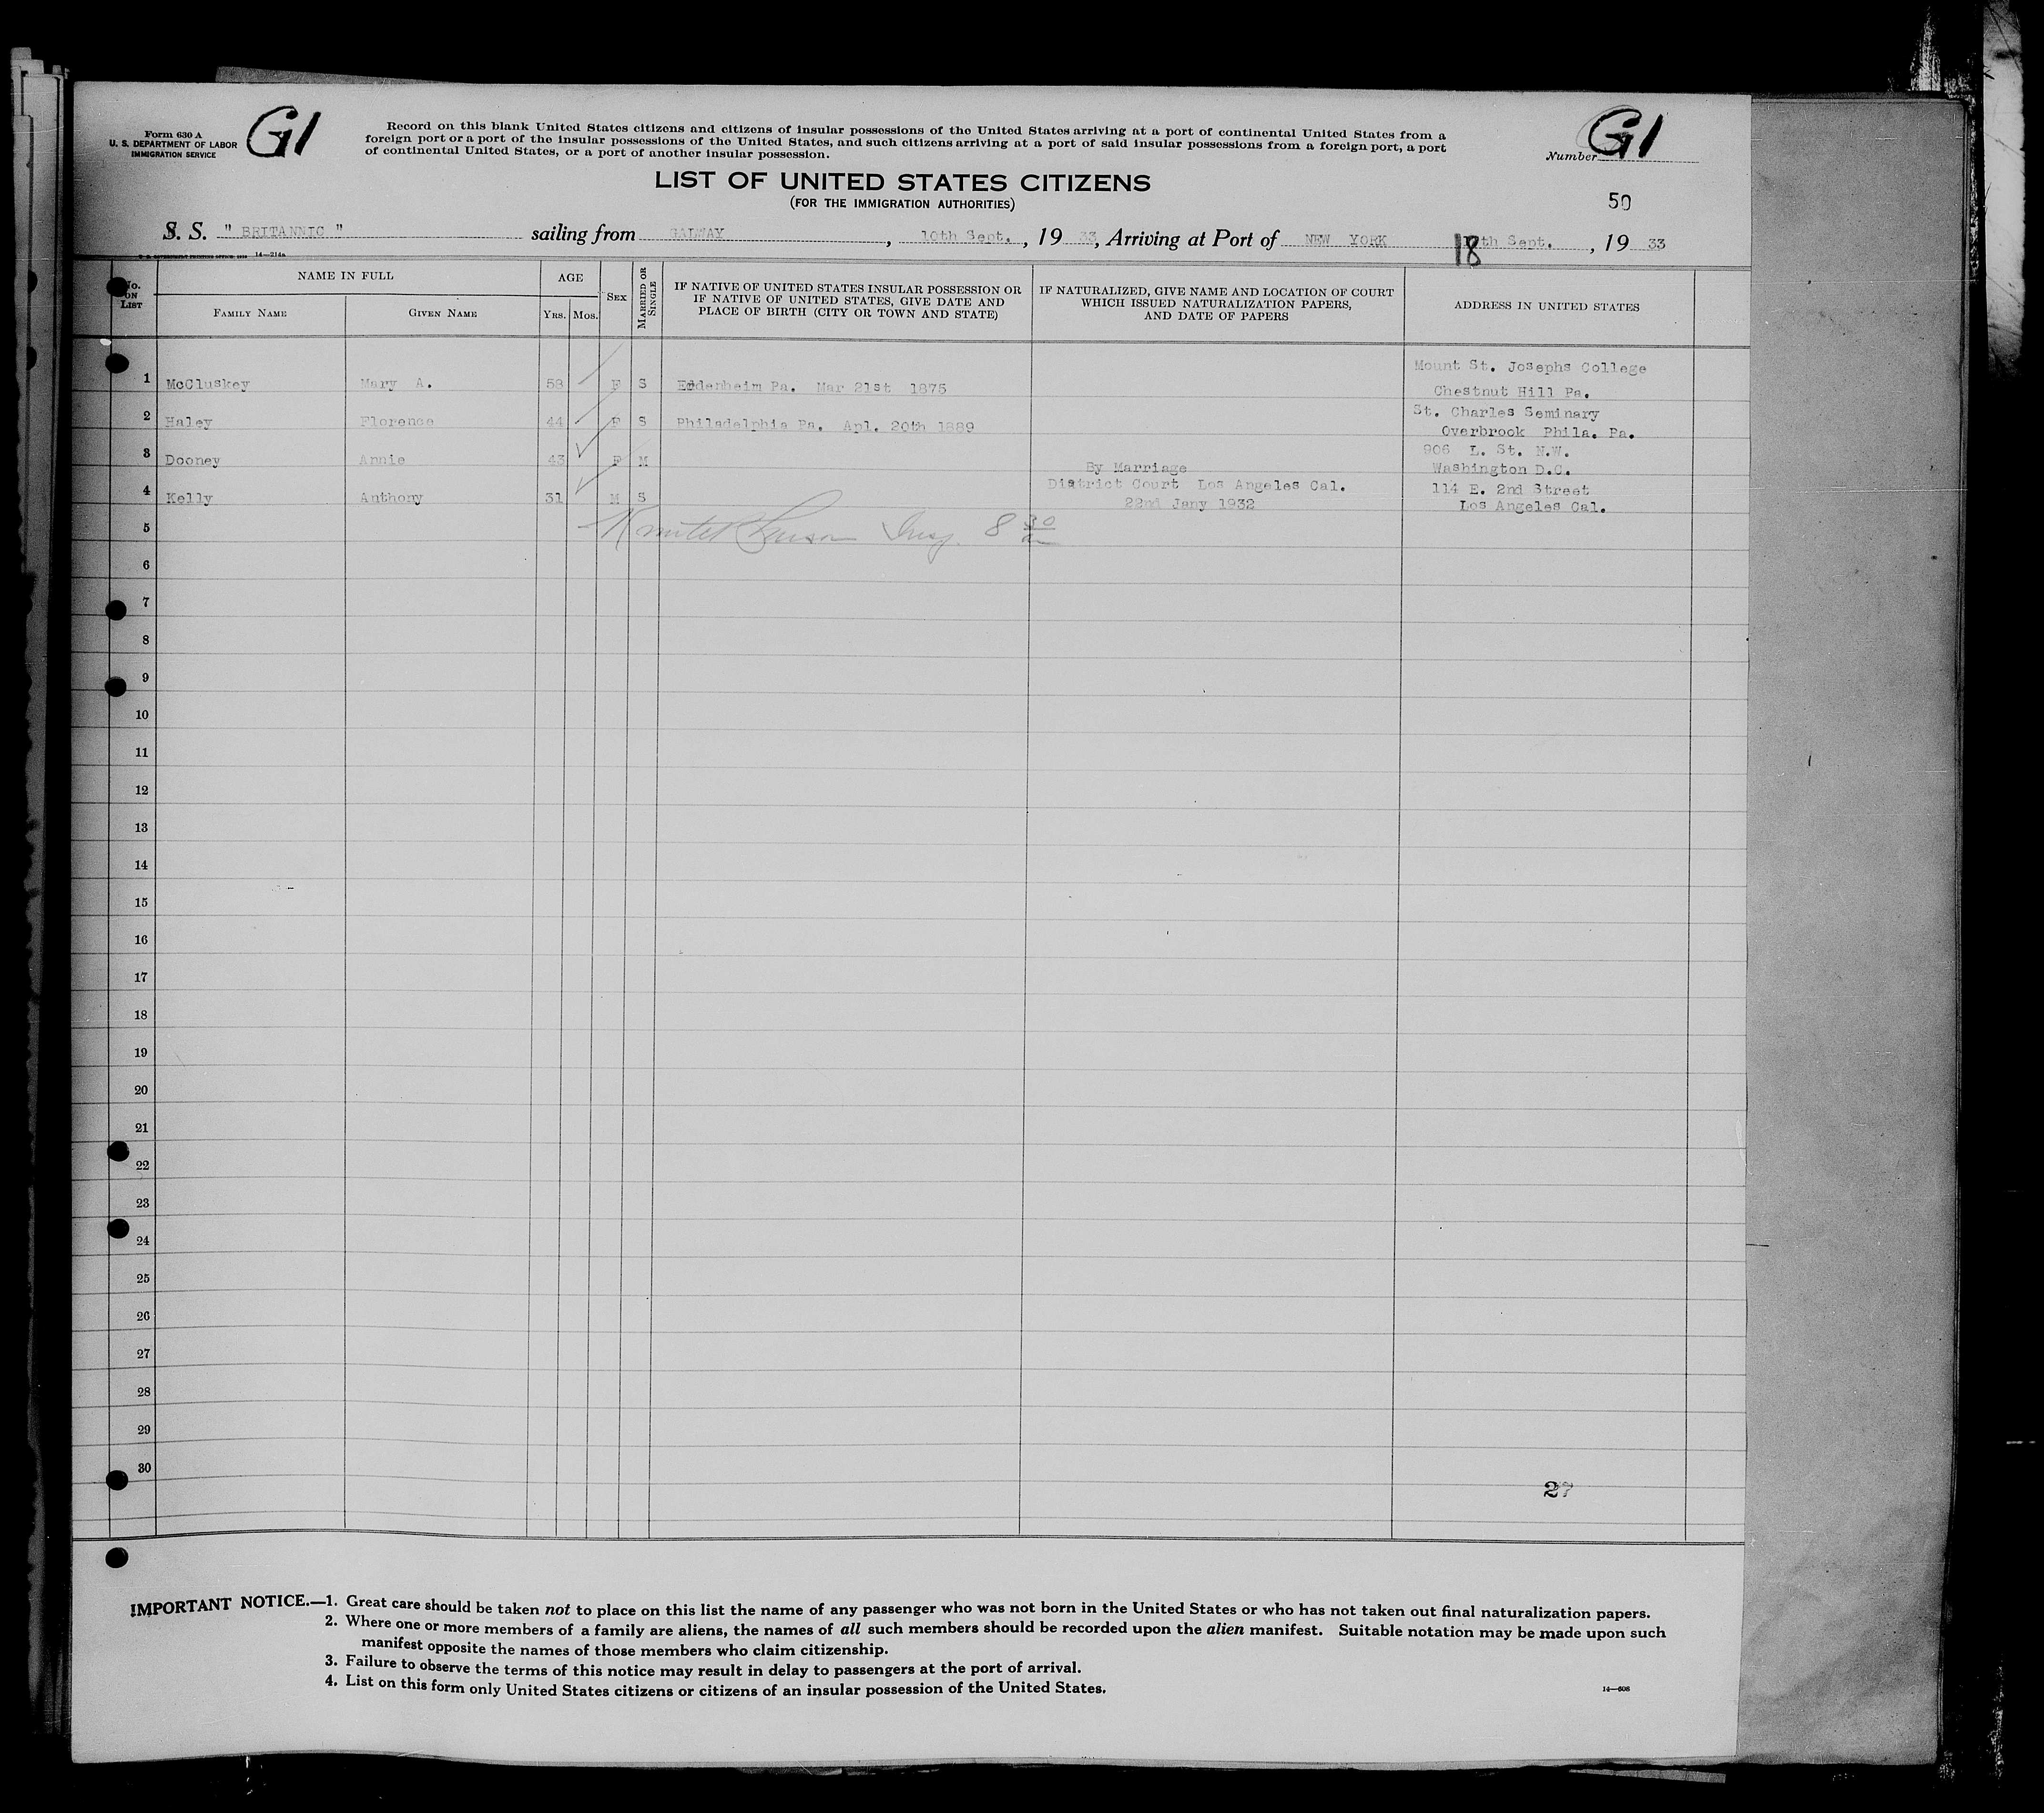 Form 630 A
U. S. DEPARTMENT OF LABOR
IMMIGRATION SERVICE
G1
Record on this blank United States citizens and citizens of insular possessions of the United States arriving at a port of continental United States from a
foreign port or a port of the insular possessions of the United States, and such citizens arriving at a port of said insular possessions from a foreign port, a port
of continental United States, or a port of another insular possession.
Number G1
LIST OF UNITED STATES CITIZENS
(FOR THE IMMIGRATION AUTHORITIES)
50
S. S. " BRITANNIC " sailing from GALWAY, 10th Sept., 19 33, Arriving at Port of NEW YORK 18th Sept., 19 33
14—214a
No. ON LIST
NAME IN FULL
FAMILY NAME
GIVEN NAME
AGE
YRS.
MOS.
SEX
MARRIED OR SINGLE
IF NATIVE OF UNITED STATES INSULAR POSSESSION OR
IF NATIVE OF UNITED STATES, GIVE DATE AND
PLACE OF BIRTH (CITY OR TOWN AND STATE)
IF NATURALIZED, GIVE NAME AND LOCATION OF COURT
WHICH ISSUED NATURALIZATION PAPERS,
AND DATE OF PAPERS
ADDRESS IN UNITED STATES
1 McCluskey Mary A. 58 F S Eddenheim Pa. Mar 21st 1875 Mount St. Josephs College
Chestnut Hill Pa.
2 Haley Florence 44 F S Philadelphia Pa. Apl. 20th 1889 St. Charles Seminary
Overbrook Phila. Pa.
3 Dooney Annie 43 F M By Marriage 906 L. St. N.W.
Washington D.C.
4 Kelly Anthony 31 M S District Court Los Angeles Cal. 114 E. 2nd Street
22nd Jany 1932 Los Angeles Cal.
5 Insp. 8 30
6
7
8
9
10
11
12
13
14
15
16
17
18
19
20
21
22
23
24
25
26
27
28
29
30
27
IMPORTANT NOTICE.—1. Great care should be taken not to place on this list the name of any passenger who was not born in the United States or who has not taken out final naturalization papers.
2. Where one or more members of a family are aliens, the names of all such members should be recorded upon the alien manifest. Suitable notation may be made upon such
manifest opposite the names of those members who claim citizenship.
3. Failure to observe the terms of this notice may result in delay to passengers at the port of arrival.
4. List on this form only United States citizens or citizens of an insular possession of the United States.
14—608